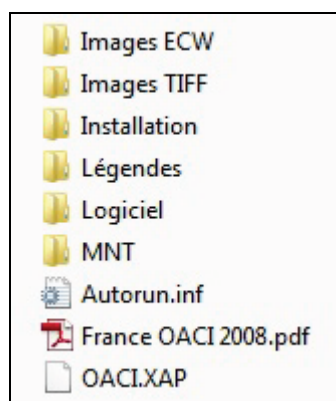 Images ECW
Images TIFF
Installation
Légendes
Logiciel
MNT
Autorun.inf
France OACI 2008.pdf
OACI.XAP